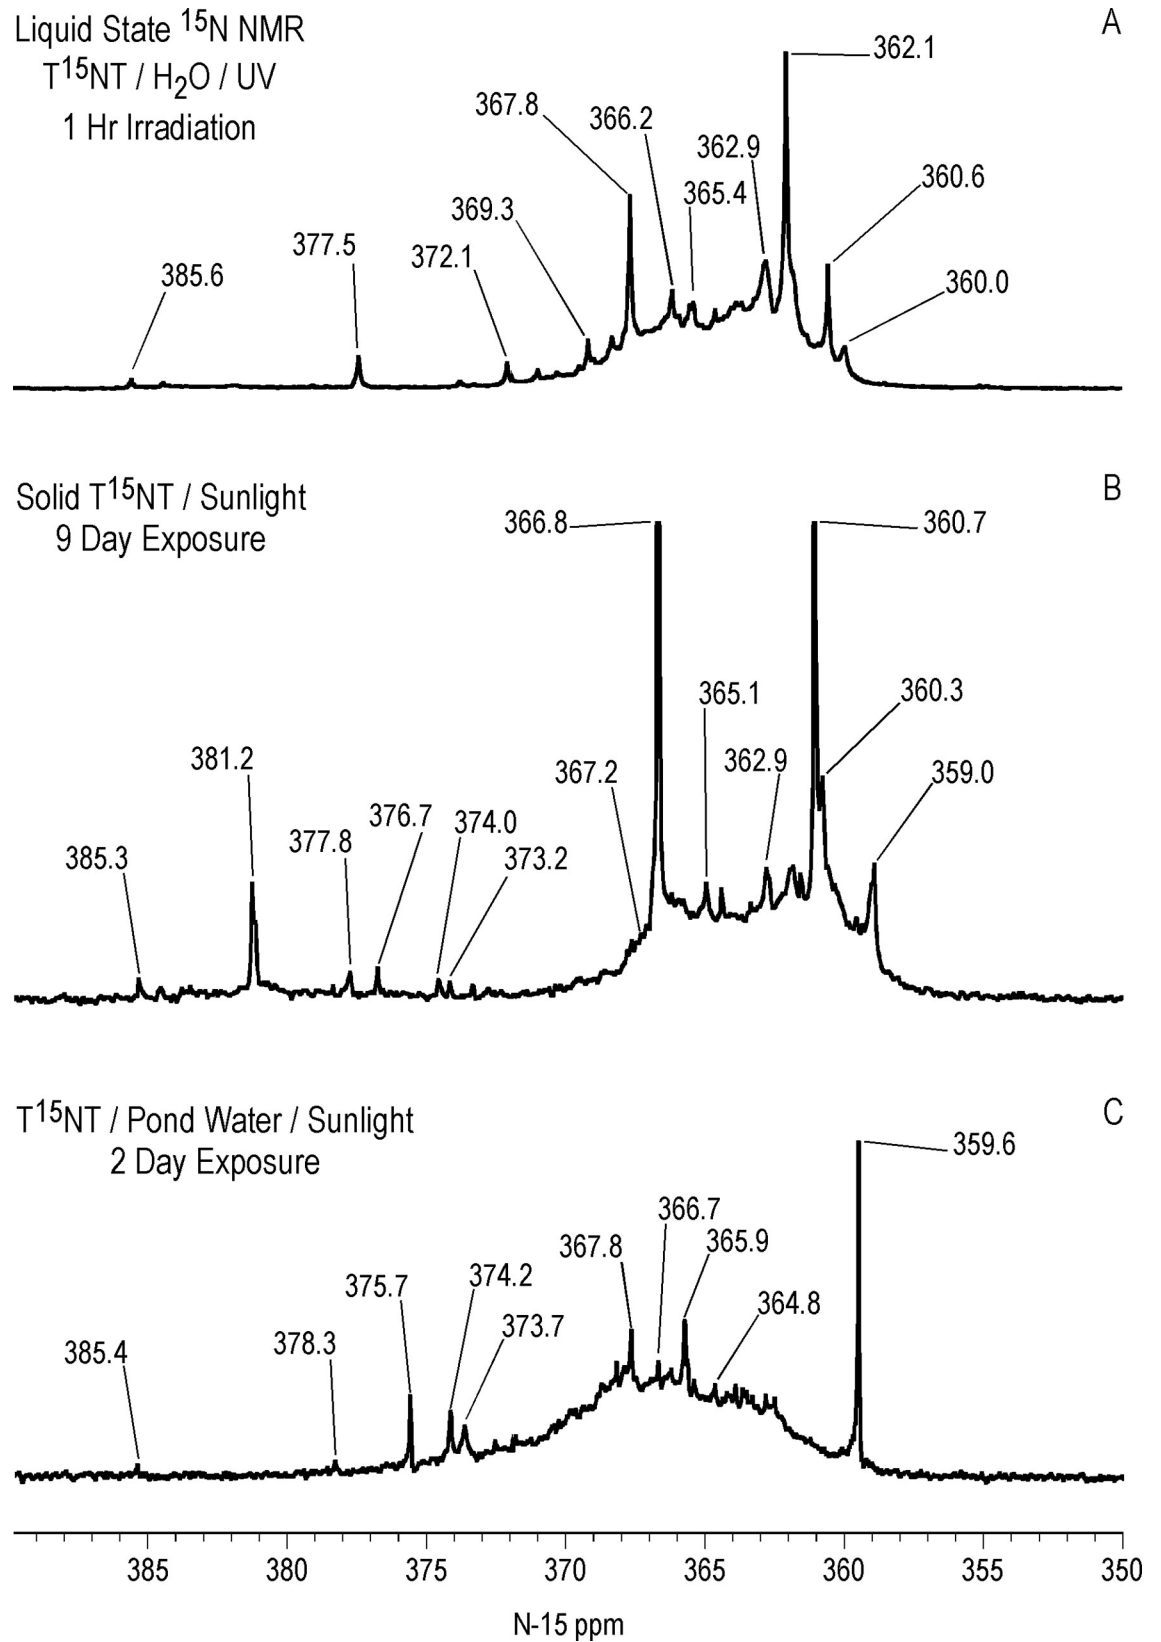 Liquid State ¹⁵N NMR
T¹⁵NT / H₂O / UV
1 Hr Irradiation
A
362.1
367.8
366.2
362.9
360.6
365.4
369.3
377.5
372.1
385.6
360.0
Solid T¹⁵NT / Sunlight
9 Day Exposure
B
366.8
360.7
365.1
360.3
381.2
367.2
362.9
359.0
376.7
374.0
377.8
385.3
373.2
T¹⁵NT / Pond Water / Sunlight
2 Day Exposure
C
359.6
366.7
367.8
365.9
375.7
374.2
364.8
373.7
378.3
385.4
385 380 375 370 365 360 355 350
N-15 ppm